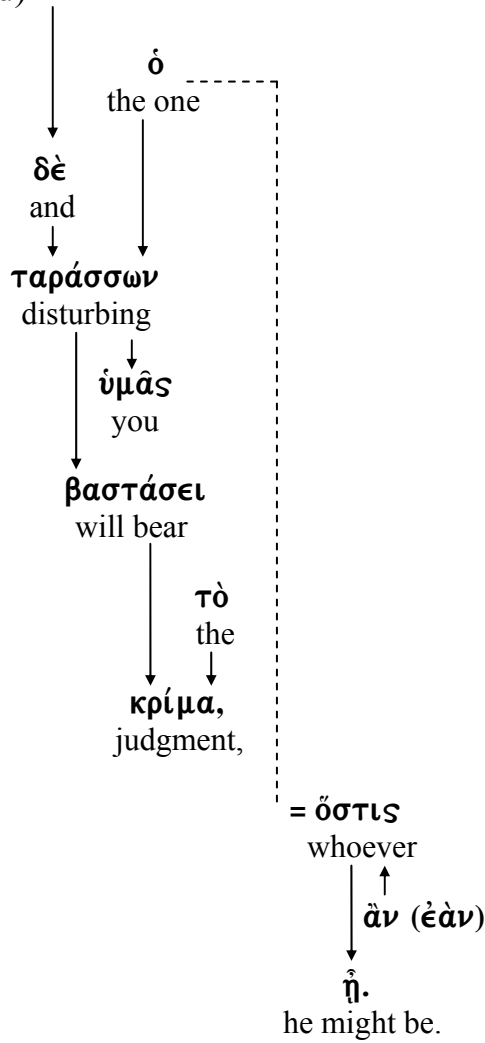 ὁ
the one
δὲ
and
ταράσσων
disturbing
ὑμᾶς
you
βαστάσει
will bear
τὸ
the
κρίμα,
judgment,
= ὅστις
whoever
ἂν (ἐὰν)
ᾖ.
he might be.